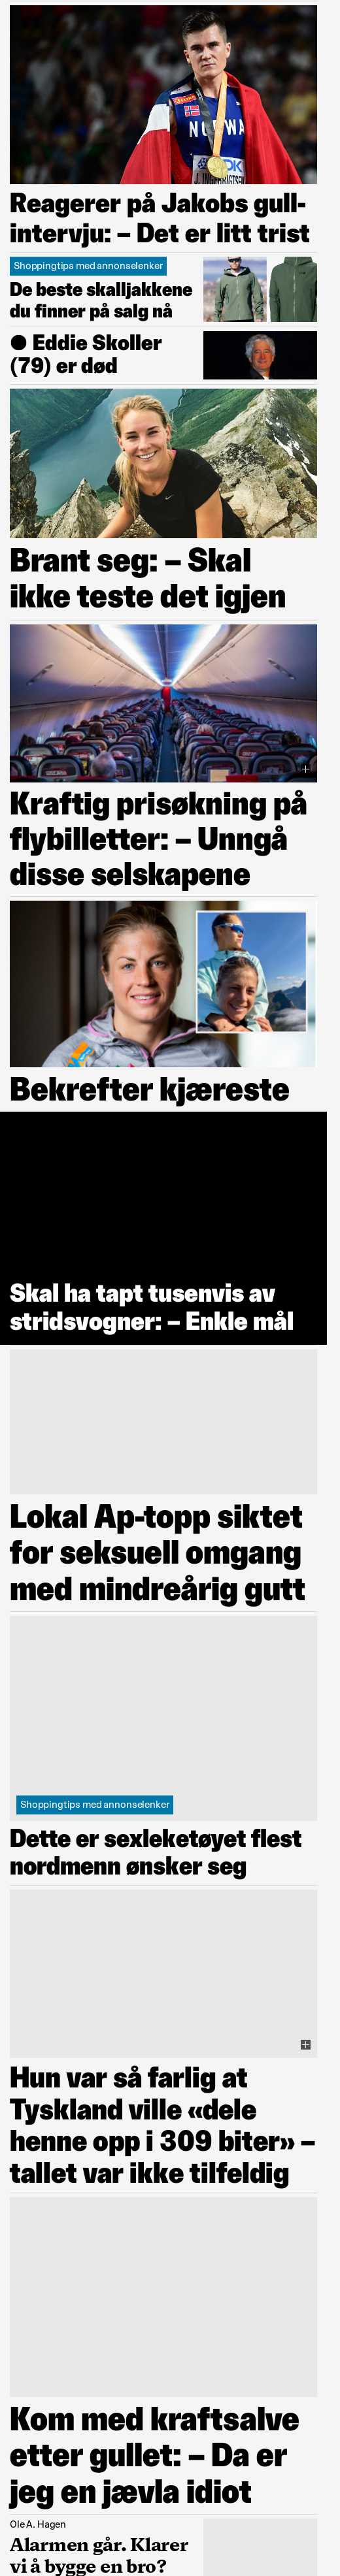 NORWAY
J. INGEBRIGTSEN
Reagerer på Jakobs gull-
intervju: – Det er litt trist
Shoppingtips med annonselenker
De beste skalljakkene
du finner på salg nå
● Eddie Skoller
(79) er død
Brant seg: – Skal
ikke teste det igjen
Kraftig prisøkning på
flybilletter: – Unngå
disse selskapene
Bekrefter kjæreste
Skal ha tapt tusenvis av
stridsvogner: – Enkle mål
Lokal Ap-topp siktet
for seksuell omgang
med mindreårig gutt
Shoppingtips med annonselenker
Dette er sexleketøyet flest
nordmenn ønsker seg
Hun var så farlig at
Tyskland ville «dele
henne opp i 309 biter» –
tallet var ikke tilfeldig
Kom med kraftsalve
etter gullet: – Da er
jeg en jævla idiot
Ole A. Hagen
Alarmen går. Klarer
vi å bygge en bro?